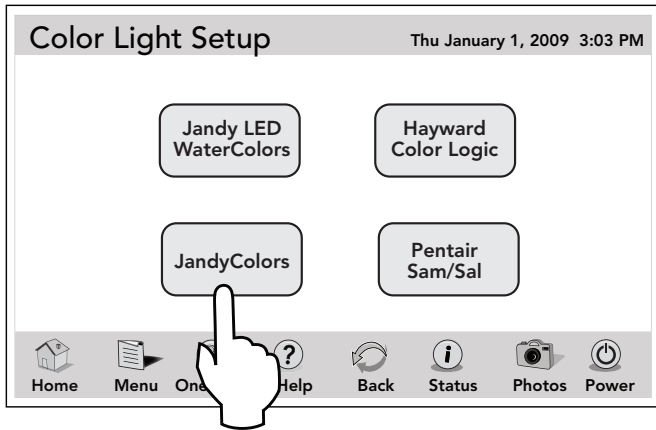 Color Light Setup
Thu January 1, 2009 3:03 PM
Jandy LED
WaterColors
Hayward
Color Logic
JandyColors
Pentair
Sam/Sal
Home Menu One Help Back Status Photos Power